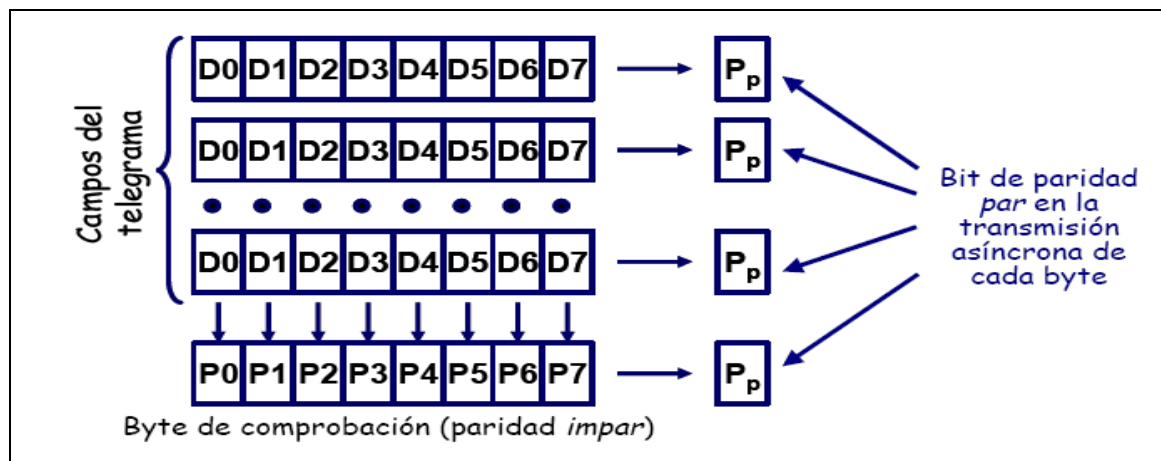 Campos del
telegrama
D0 D1 D2 D3 D4 D5 D6 D7 Pp
D0 D1 D2 D3 D4 D5 D6 D7 Pp
D0 D1 D2 D3 D4 D5 D6 D7 Pp
P0 P1 P2 P3 P4 P5 P6 P7 Pp
Byte de comprobación (paridad impar)
Bit de paridad
par en la
transmisión
asíncrona de
cada byte